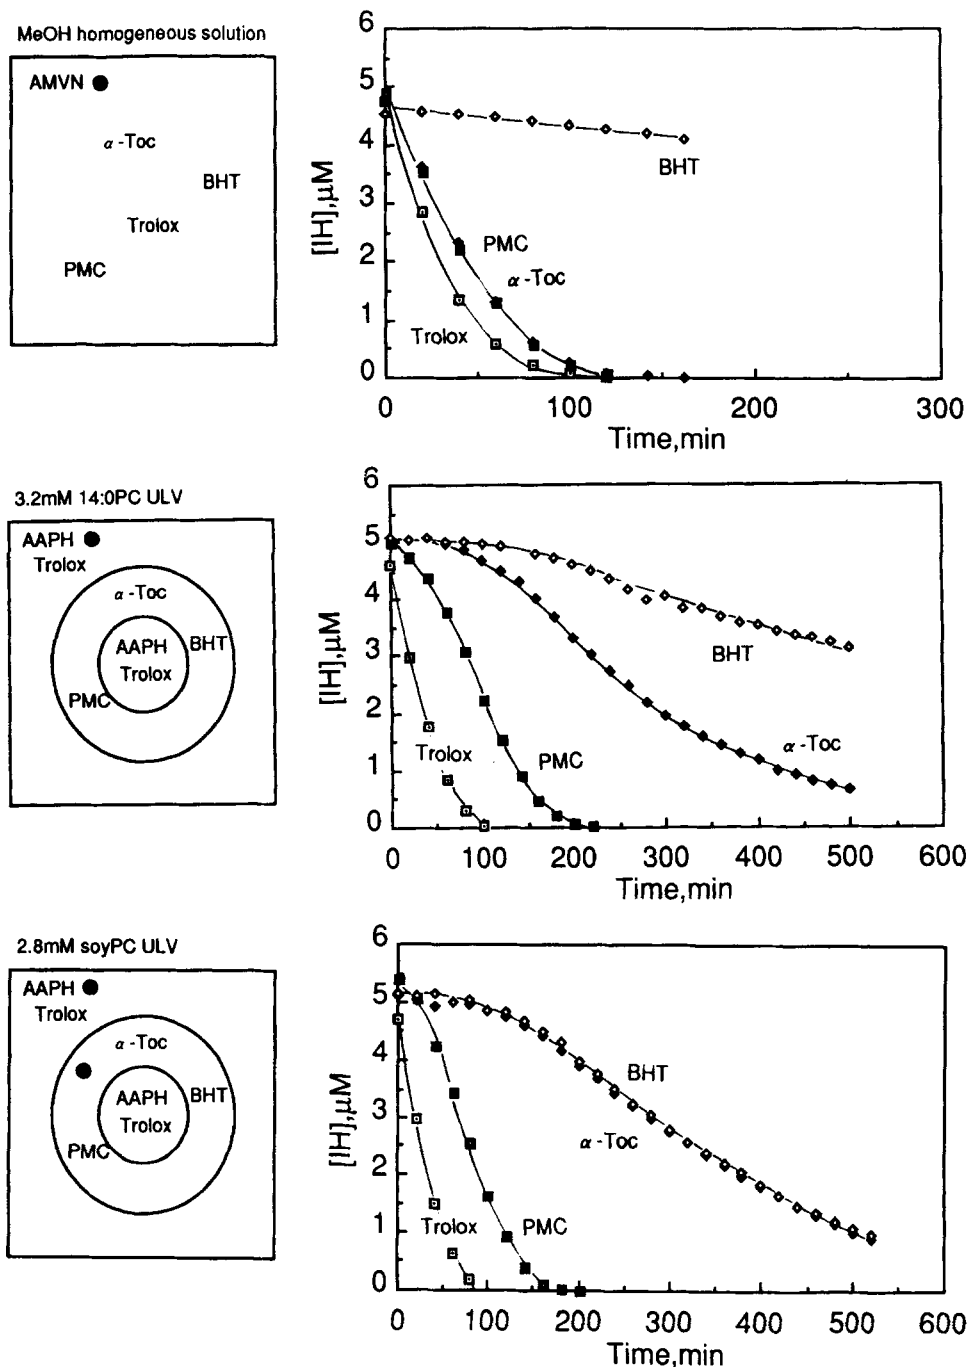 MeOH homogeneous solution
AMVN
α -Toc
BHT
Trolox
PMC
6
5
4
3
2
1
0
[IH],μM
BHT
PMC
α -Toc
Trolox
0 100 200 300
Time,min
3.2mM 14:0PC ULV
AAPH
Trolox
α -Toc
AAPH
Trolox
BHT
PMC
6
5
4
3
2
1
0
[IH],μM
BHT
α -Toc
Trolox
PMC
0 100 200 300 400 500 600
Time,min
2.8mM soyPC ULV
AAPH
Trolox
α -Toc
AAPH
Trolox
BHT
PMC
6
5
4
3
2
1
0
[IH],μM
BHT
α -Toc
Trolox
PMC
0 100 200 300 400 500 600
Time,min